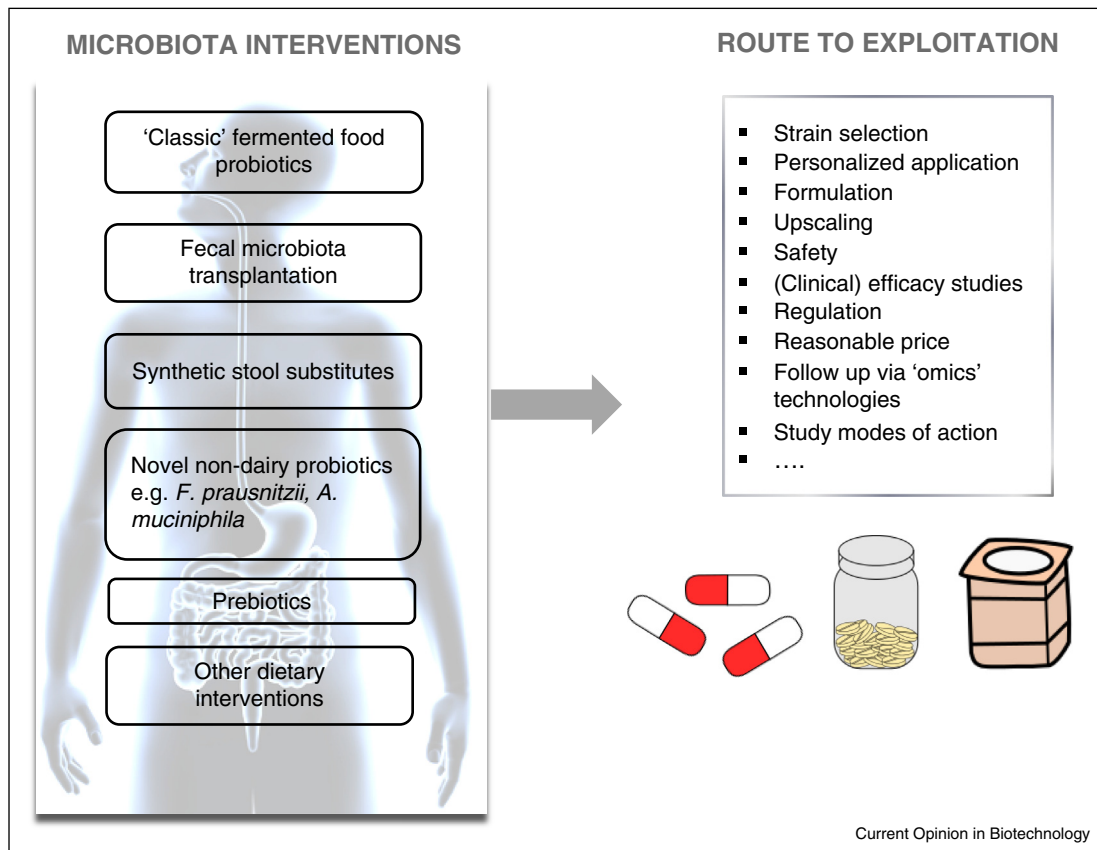 MICROBIOTA INTERVENTIONS
‘Classic’ fermented food
probiotics
Fecal microbiota
transplantation
Synthetic stool substitutes
Novel non-dairy probiotics
e.g. F. prausnitzii, A.
muciniphila
Prebiotics
Other dietary
interventions
ROUTE TO EXPLOITATION
▪ Strain selection
▪ Personalized application
▪ Formulation
▪ Upscaling
▪ Safety
▪ (Clinical) efficacy studies
▪ Regulation
▪ Reasonable price
▪ Follow up via ‘omics’
technologies
▪ Study modes of action
▪ ....
Current Opinion in Biotechnology